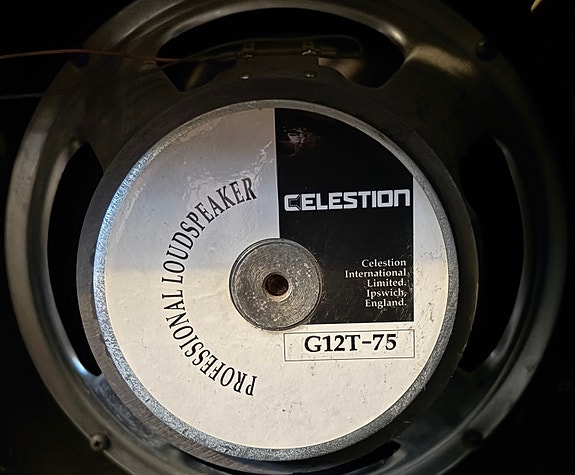 PROFESSIONAL LOUDSPEAKER
CELESTION
Celestion
International
Limited.
Ipswich,
England.
G12T-75